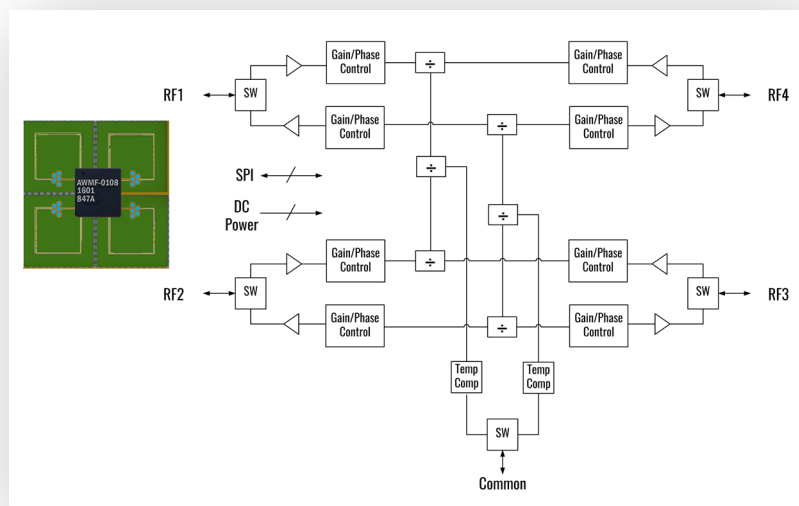 Gain/Phase
Control
÷
Gain/Phase
Control
RF1
SW
SW
RF4
Gain/Phase
Control
÷
Gain/Phase
Control
AWMF-0108
1601
847A
SPI
÷
DC
Power
÷
Gain/Phase
Control
÷
Gain/Phase
Control
RF2
SW
SW
RF3
Gain/Phase
Control
÷
Gain/Phase
Control
Temp
Comp
Temp
Comp
SW
Common